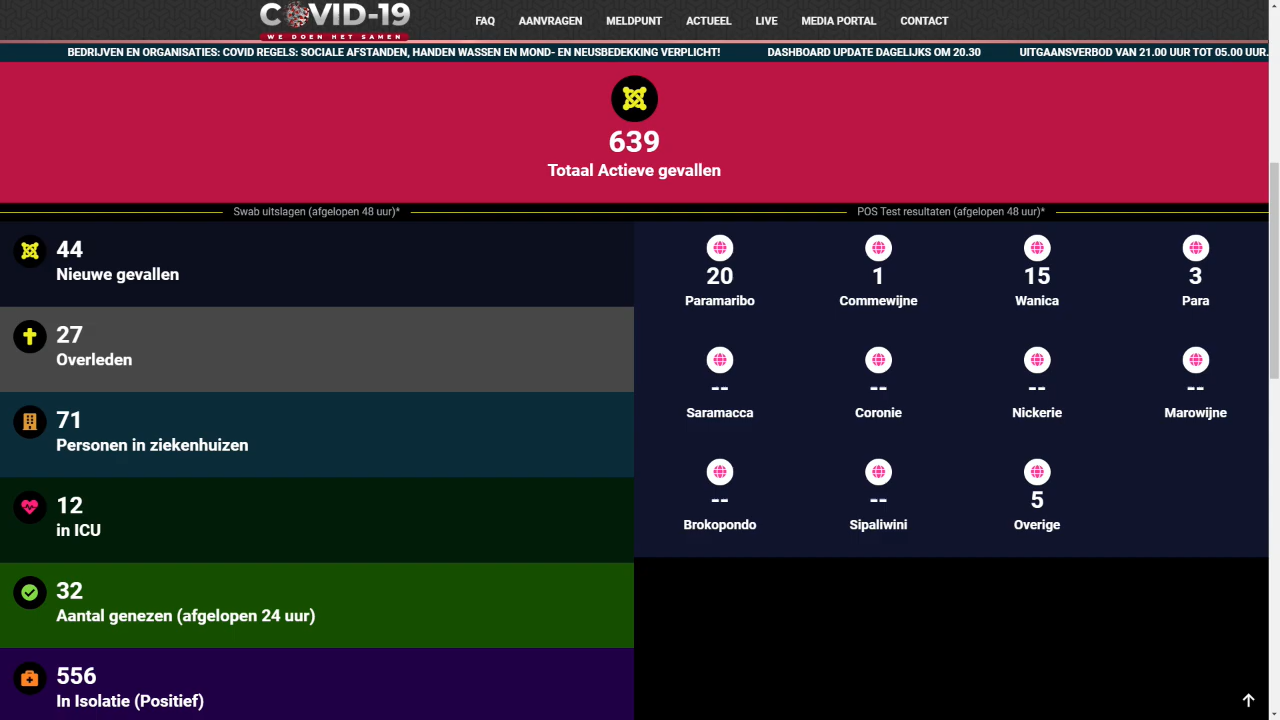 COVID-19
WE DOEN HET SAMEN
FAQ AANVRAGEN MELDPUNT ACTUEEL LIVE MEDIA PORTAL CONTACT
BEDRIJVEN EN ORGANISATIES: COVID REGELS: SOCIALE AFSTANDEN, HANDEN WASSEN EN MOND- EN NEUSBEDEKKING VERPLICHT! DASHBOARD UPDATE DAGELIJKS OM 20.30 UITGAANSVERBOD VAN 21.00 UUR TOT 05.00 UUR.
639
Totaal Actieve gevallen
Swab uitslagen (afgelopen 48 uur)*
44
Nieuwe gevallen
27
Overleden
71
Personen in ziekenhuizen
12
in ICU
32
Aantal genezen (afgelopen 24 uur)
556
In Isolatie (Positief)
POS Test resultaten (afgelopen 48 uur)*
20 1 15 3
Paramaribo Commewijne Wanica Para
-- -- -- --
Saramacca Coronie Nickerie Marowijne
-- -- 5
Brokopondo Sipaliwini Overige